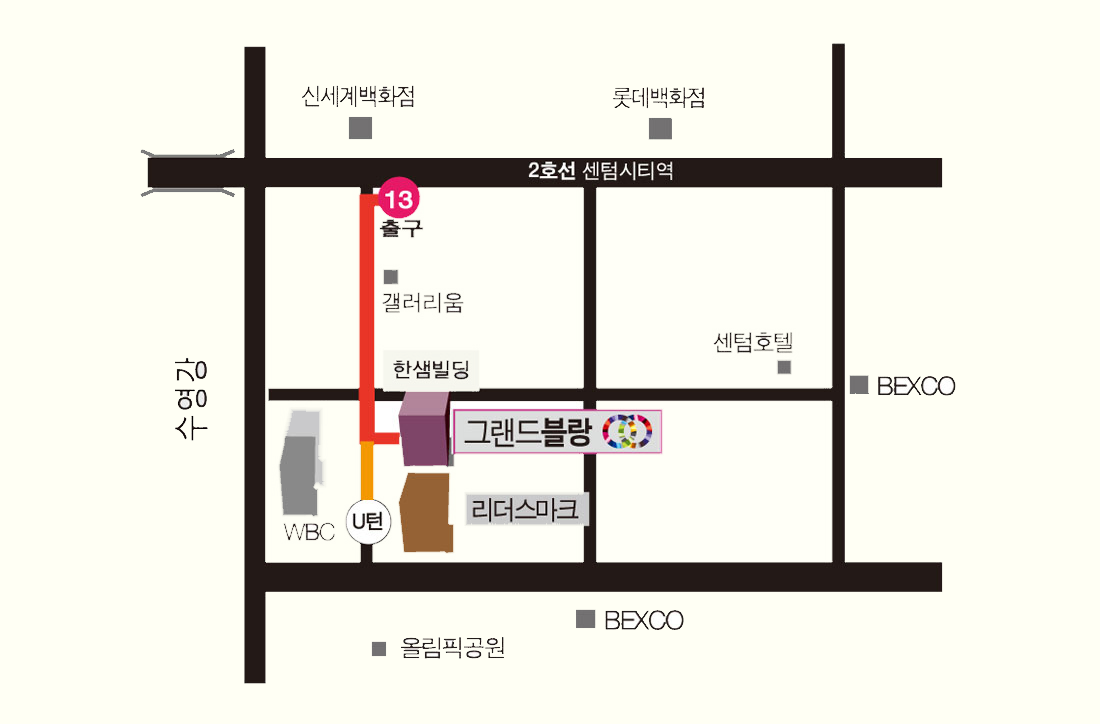 신세계백화점
롯데백화점
2호선 센텀시티역
13
출구
갤러리움
센텀호텔
한샘빌딩
BEXCO
수영강
그랜드블랑
리더스마크
U턴
WBC
BEXCO
올림픽공원